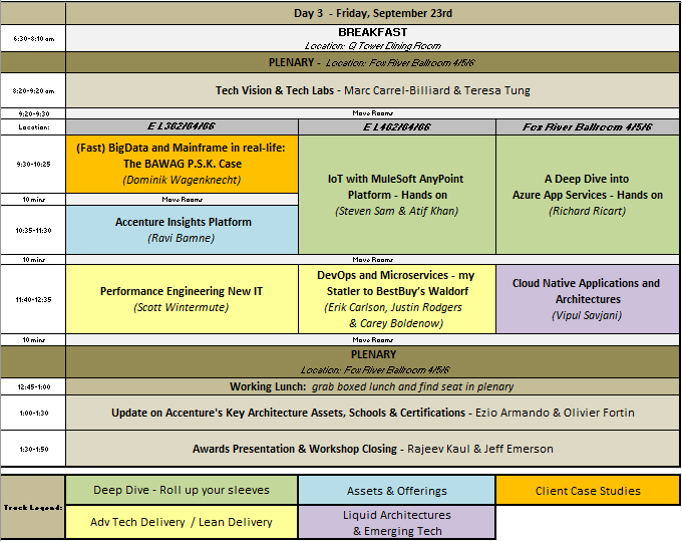 Day 3 - Friday, September 23rd
6:30-8:10 am
BREAKFAST
Location: Q Tower Dining Room
PLENARY - Location: Fox River Ballroom 4/5/6
8:20-9:20 am
Tech Vision & Tech Labs - Marc Carrel-Billiard & Teresa Tung
9:20-9:30
Move Rooms
Location:
EL362/64/66
EL462/64/66
Fox River Ballroom 4/5/6
9:30-10:25
(Fast) BigData and Mainframe in real-life:
The BAWAG P.S.K. Case
(Dominik Wagenknecht)
IoT with MuleSoft AnyPoint
Platform - Hands on
(Steven Sam & Atif Khan)
A Deep Dive into
Azure App Services - Hands on
(Richard Ricart)
10 mins
Move Rooms
10:35-11:30
Accenture Insights Platform
(Ravi Bamne)
10 mins
Move Rooms
11:40-12:35
Performance Engineering New IT
(Scott Wintermute)
DevOps and Microservices - my
Statler to BestBuy's Waldorf
(Erik Carlson, Justin Rodgers
& Carey Boldenow)
Cloud Native Applications and
Architectures
(Vipul Savjani)
10 mins
Move Rooms
PLENARY
Location: Fox River Ballroom 4/5/6
12:45-1:00
Working Lunch: grab boxed lunch and find seat in plenary
1:00-1:30
Update on Accenture's Key Architecture Assets, Schools & Certifications - Ezio Armando & Olivier Fortin
1:30-1:50
Awards Presentation & Workshop Closing - Rajeev Kaul & Jeff Emerson
Track Legend:
Deep Dive - Roll up your sleeves
Assets & Offerings
Client Case Studies
Adv Tech Delivery / Lean Delivery
Liquid Architectures
& Emerging Tech